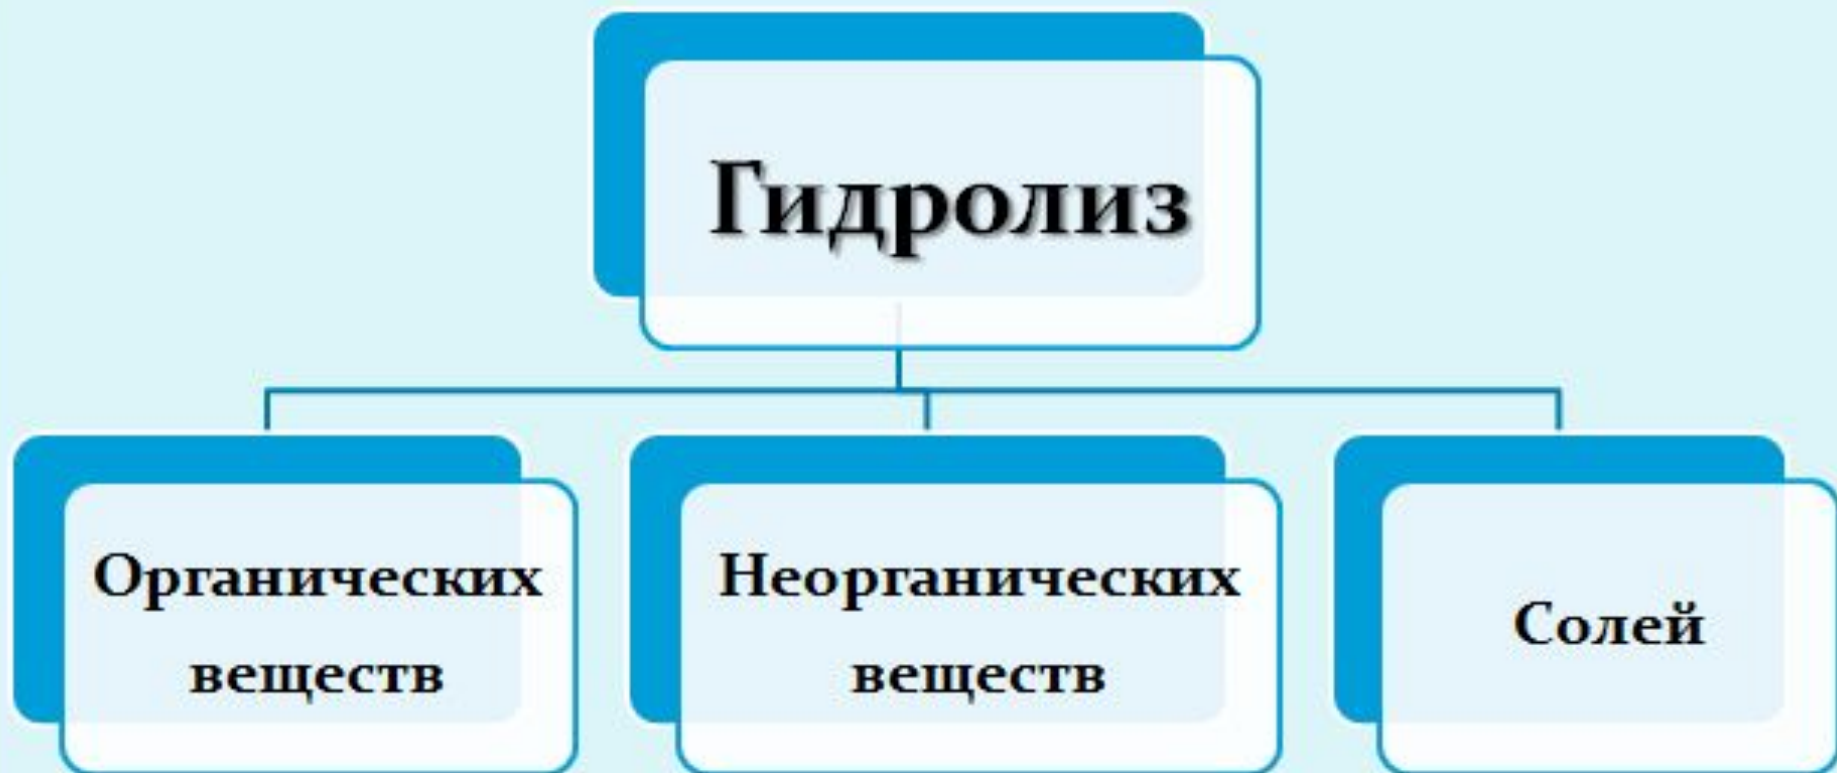 Гидролиз
Органических
веществ
Неорганических
веществ
Солей